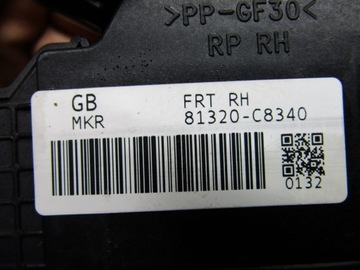 >PP-GF30<
RP RH
GB FRT RH
MKR 81320-C8340
0132